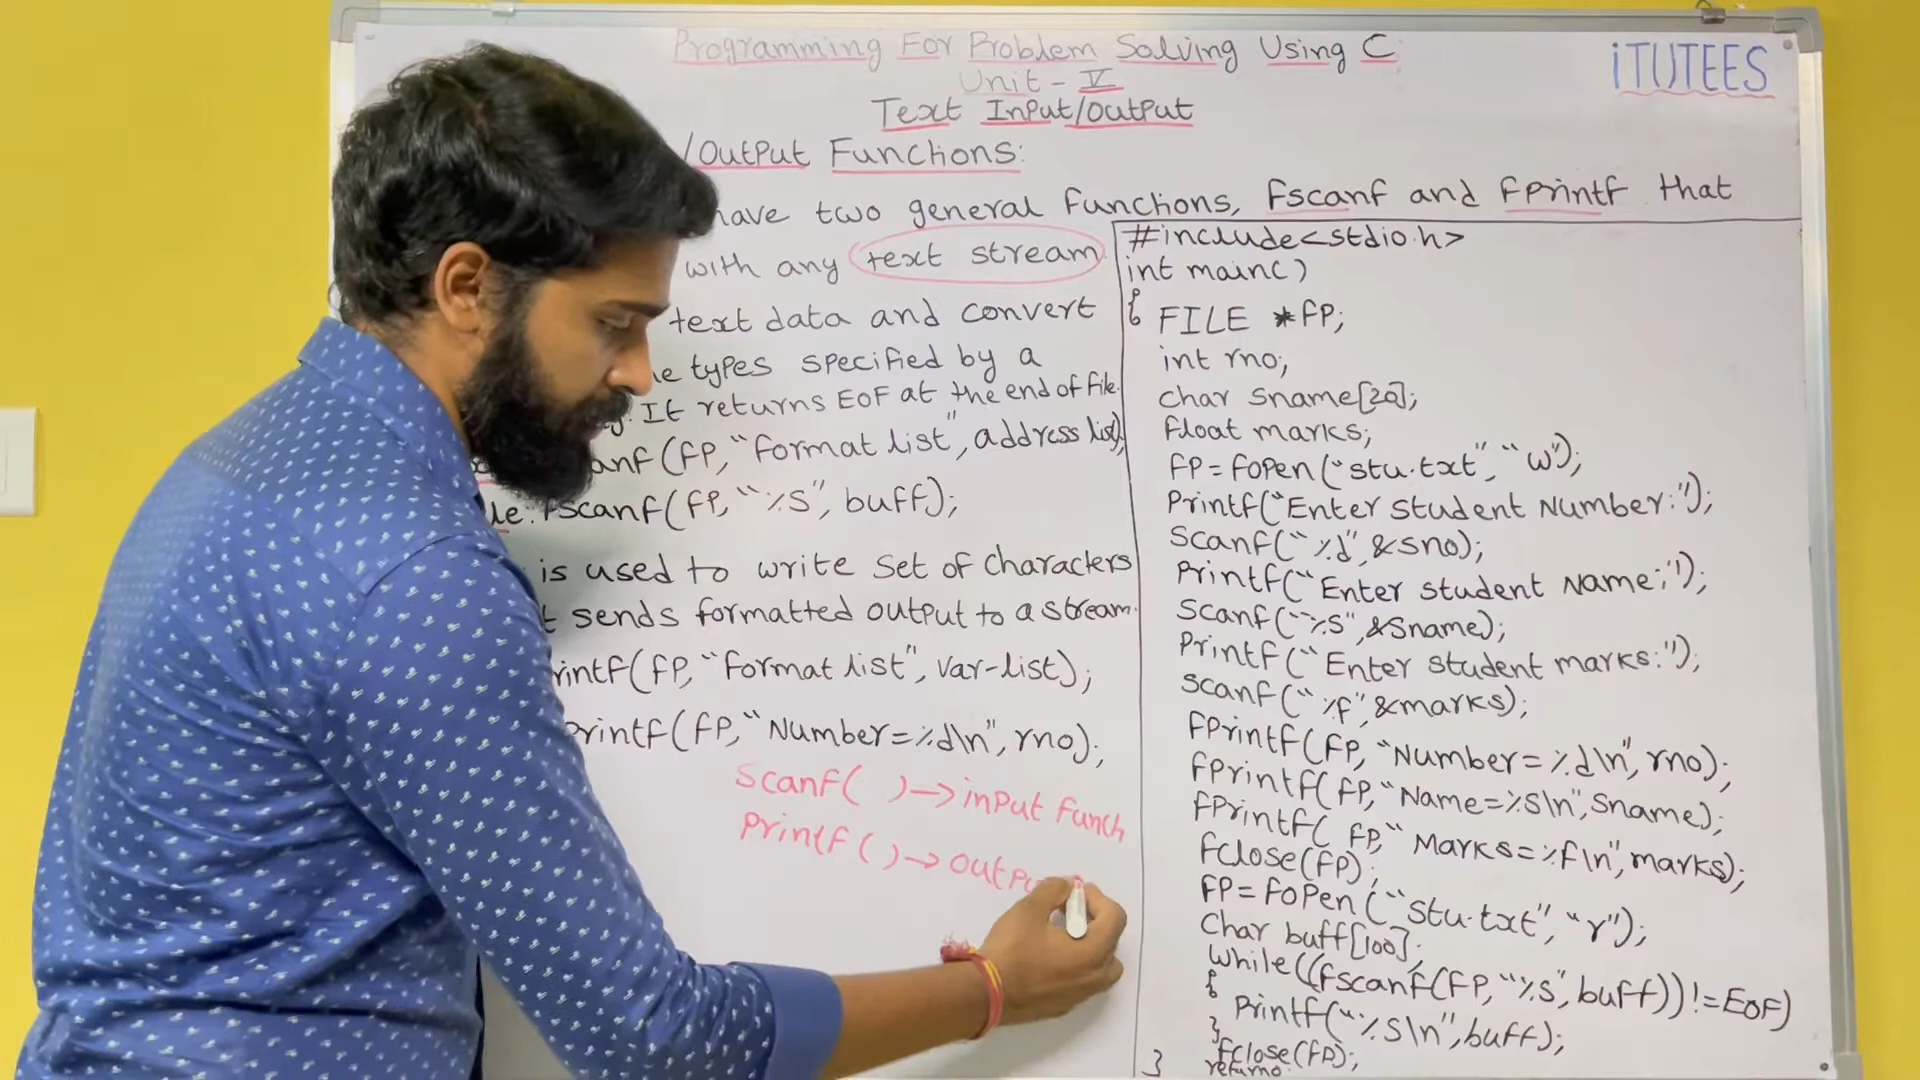 Programming For Problem Solving Using C
iTUTEES
Unit - V
Text Input/Output
/Output Functions:
have two general functions, fscanf and fprintf that
with any text stream
text data and convert
types specified by a
It returns EOF at the end of file.
anf(fp, "format list", address list);
fscanf(fp, "%s", buff);
is used to write set of characters
sends formatted output to a stream.
rintf(fp, "format list", var-list);
printf(fp, "Number=%d\n", rno);
scanf( ) → input funcn
printf ( ) → outpu
#include<stdio.h>
int main()
{ FILE *fp;
int rno;
char sname[20];
float marks;
fp=fopen("stu.txt", "w");
printf("Enter student Number:");
scanf("%d", &sno);
printf("Enter student Name:");
scanf("%s", &sname);
printf("Enter student marks:");
scanf("%f", &marks);
fprintf(fp, "Number=%d\n", rno);
fprintf(fp, "Name=%s\n", sname);
fprintf( fp, "Marks=%f\n", marks);
fclose(fp);
fp=fopen("stu.txt", "r");
char buff[100];
while((fscanf(fp, "%s", buff))!=EOF)
{
printf("%s\n", buff);
}
fclose(fp);
} return0